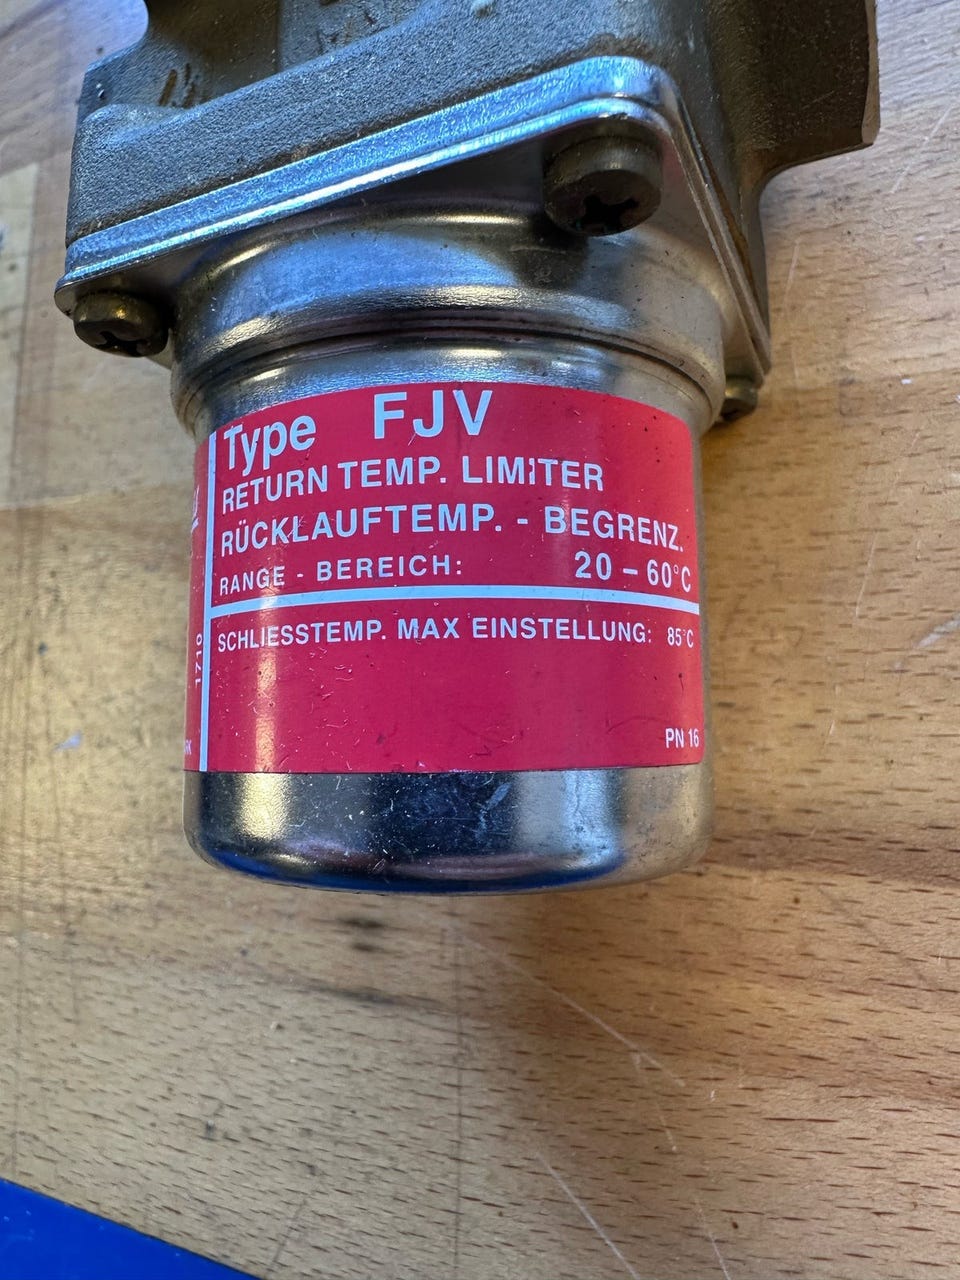 Type FJV
RETURN TEMP. LIMITER
RÜCKLAUFTEMP. - BEGRENZ.
RANGE - BEREICH: 20 – 60°C
SCHLIESSTEMP. MAX EINSTELLUNG: 85°C
PN 16